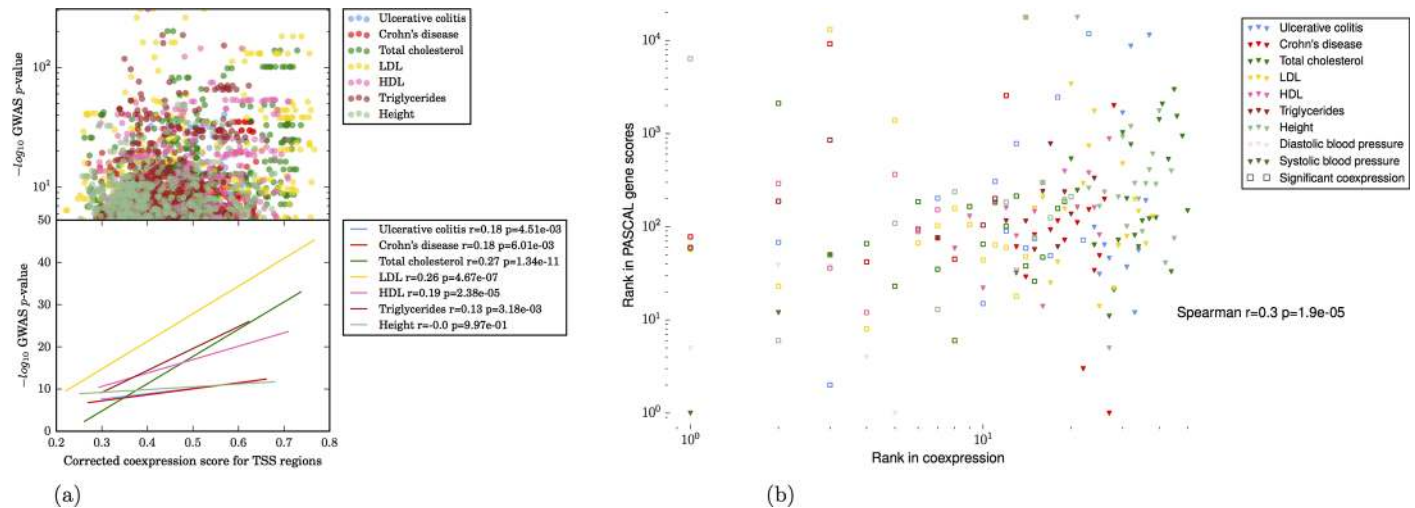 Ulcerative colitis
Crohn's disease
Total cholesterol
LDL
HDL
Triglycerides
Height
−log₁₀ GWAS p-value
10²
10¹
50
Ulcerative colitis r=0.18 p=4.51e-03
Crohn's disease r=0.18 p=6.01e-03
Total cholesterol r=0.27 p=1.34e-11
LDL r=0.26 p=4.67e-07
HDL r=0.19 p=2.38e-05
Triglycerides r=0.13 p=3.18e-03
Height r=-0.0 p=9.97e-01
−log₁₀ GWAS p-value
40
30
20
10
0
0.2 0.3 0.4 0.5 0.6 0.7 0.8
Corrected coexpression score for TSS regions
(a)
Ulcerative colitis
Crohn's disease
Total cholesterol
LDL
HDL
Triglycerides
Height
Diastolic blood pressure
Systolic blood pressure
Significant coexpression
Rank in PASCAL gene scores
10⁴
10³
10²
10¹
10⁰
Spearman r=0.3 p=1.9e-05
10⁰ 10¹
Rank in coexpression
(b)